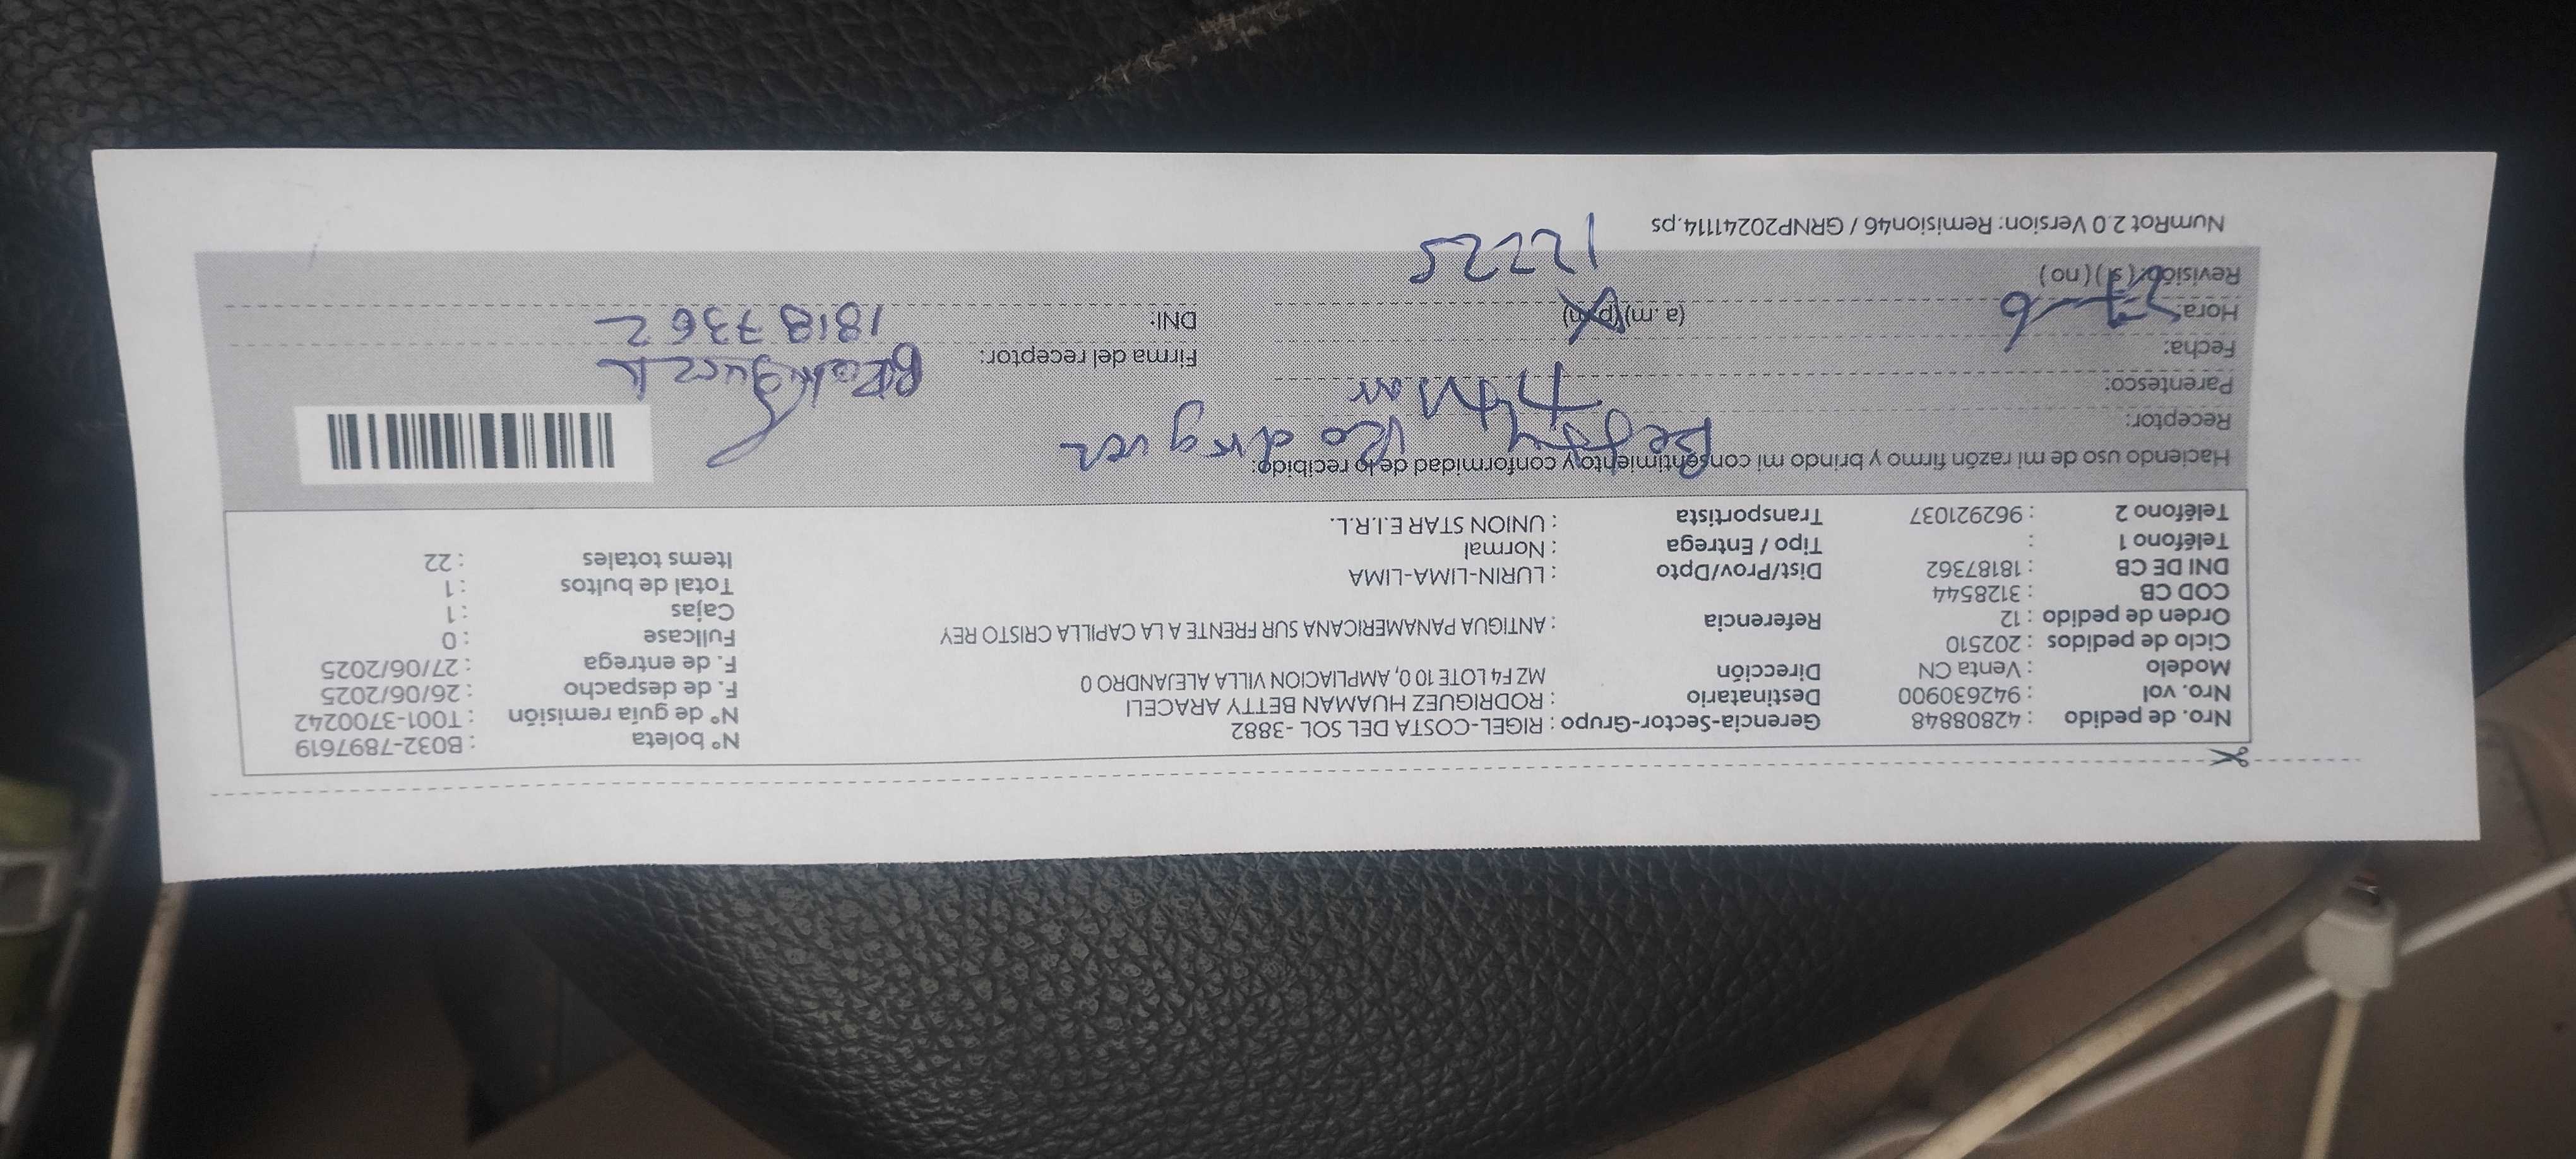 Nro. de pedido : 42808848 Gerencia-Sector-Grupo : RIGEL-COSTA DEL SOL -3882 N° boleta : B032-7897619
Nro. vol : 942630900 Destinatario : RODRIGUEZ HUAMAN BETTY ARACELI N° de guía remisión : T001-3700242
Modelo : Venta CN Dirección MZ F4 LOTE 10 0, AMPLIACION VILLA ALEJANDRO 0 F. de despacho : 26/06/2025
Ciclo de pedidos : 202510 F. de entrega : 27/06/2025
Orden de pedido : 12 Referencia : ANTIGUA PANAMERICANA SUR FRENTE A LA CAPILLA CRISTO REY Fullcase : 0
COD CB : 3128544 Cajas : 1
DNI DE CB : 18187362 Dist/Prov/Dpto : LURIN-LIMA-LIMA Total de bultos : 1
Teléfono 1 : Tipo / Entrega : Normal Items totales : 22
Teléfono 2 : 962921037 Transportista : UNION STAR E.I.R.L.
Haciendo uso de mi razón firmo y brindo mi consentimiento y conformidad de lo recibido:
Receptor: Betty Rodriguez
Parentesco:
Fecha: Firma del receptor:
Hora: (a.m) (p.m) DNI: 18187362
Revisión: (si) (no)
NumRot 2.0 Version: Remision46 / GRNP20241114.ps